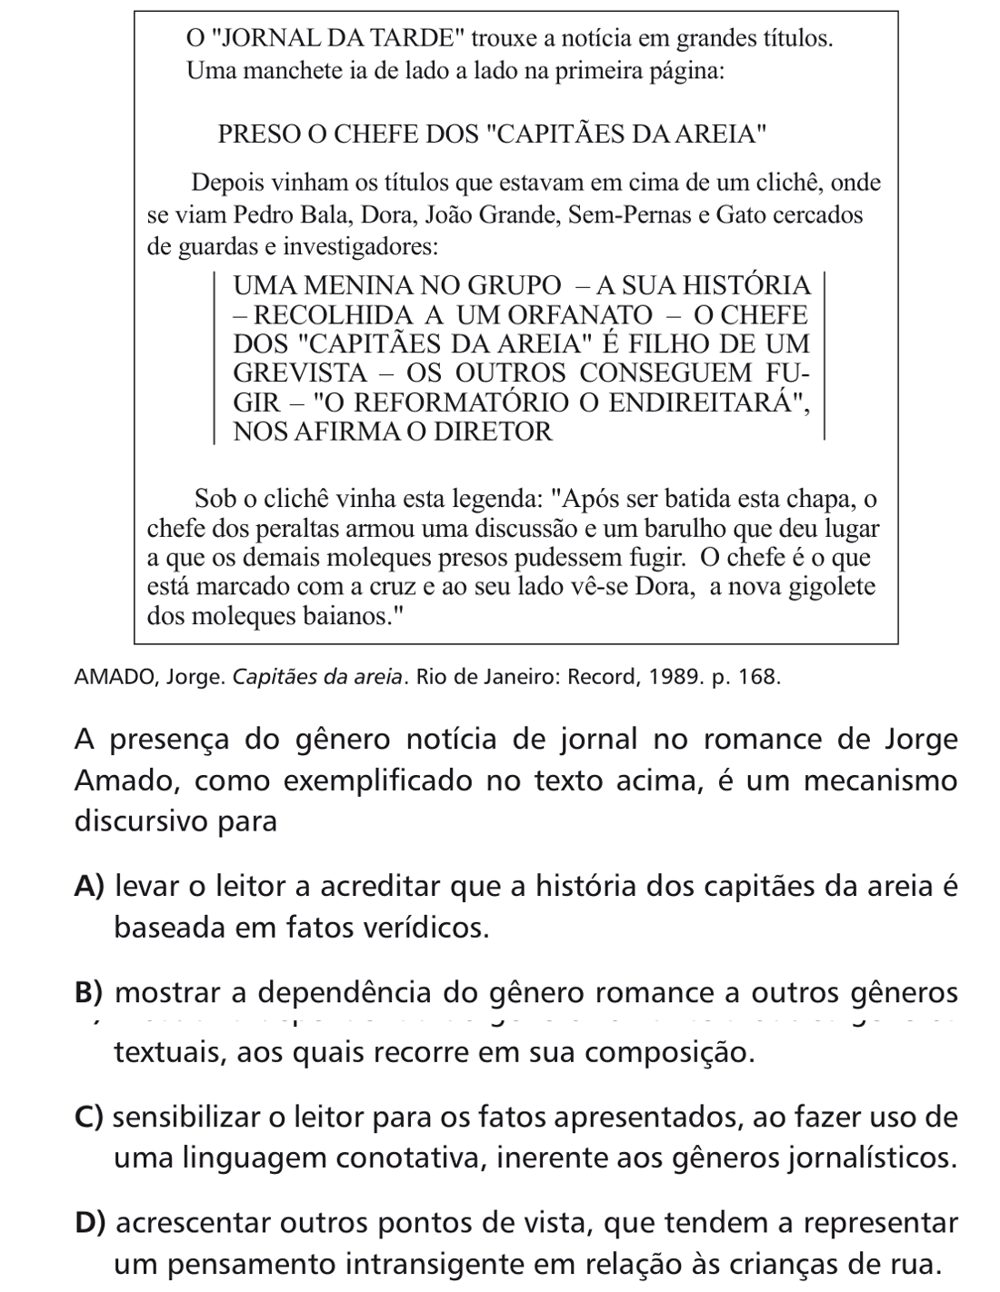 O "JORNAL DA TARDE" trouxe a notícia em grandes títulos.
Uma manchete ia de lado a lado na primeira página:
PRESO O CHEFE DOS "CAPITÃES DA AREIA"
Depois vinham os títulos que estavam em cima de um clichê, onde
se viam Pedro Bala, Dora, João Grande, Sem-Pernas e Gato cercados
de guardas e investigadores:
UMA MENINA NO GRUPO – A SUA HISTÓRIA
– RECOLHIDA A UM ORFANATO – O CHEFE
DOS "CAPITÃES DA AREIA" É FILHO DE UM
GREVISTA – OS OUTROS CONSEGUEM FU-
GIR – "O REFORMATÓRIO O ENDIREITARÁ",
NOS AFIRMA O DIRETOR
Sob o clichê vinha esta legenda: "Após ser batida esta chapa, o
chefe dos peraltas armou uma discussão e um barulho que deu lugar
a que os demais moleques presos pudessem fugir. O chefe é o que
está marcado com a cruz e ao seu lado vê-se Dora, a nova gigolete
dos moleques baianos."
AMADO, Jorge. Capitães da areia. Rio de Janeiro: Record, 1989. p. 168.
A presença do gênero notícia de jornal no romance de Jorge
Amado, como exemplificado no texto acima, é um mecanismo
discursivo para
A) levar o leitor a acreditar que a história dos capitães da areia é
baseada em fatos verídicos.
B) mostrar a dependência do gênero romance a outros gêneros
textuais, aos quais recorre em sua composição.
C) sensibilizar o leitor para os fatos apresentados, ao fazer uso de
uma linguagem conotativa, inerente aos gêneros jornalísticos.
D) acrescentar outros pontos de vista, que tendem a representar
um pensamento intransigente em relação às crianças de rua.